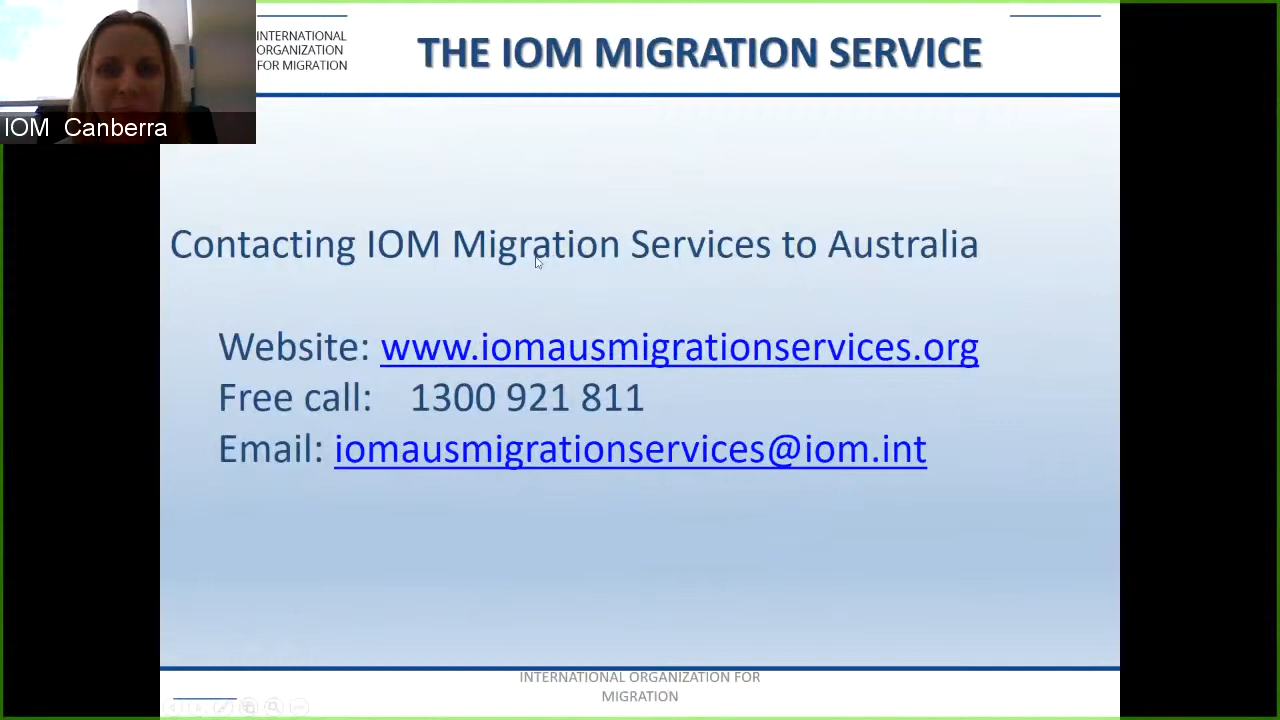 INTERNATIONAL
ORGANIZATION
FOR MIGRATION
THE IOM MIGRATION SERVICE
IOM Canberra
Contacting IOM Migration Services to Australia
Website: www.iomausmigrationservices.org
Free call: 1300 921 811
Email: iomausmigrationservices@iom.int
INTERNATIONAL ORGANIZATION FOR
MIGRATION